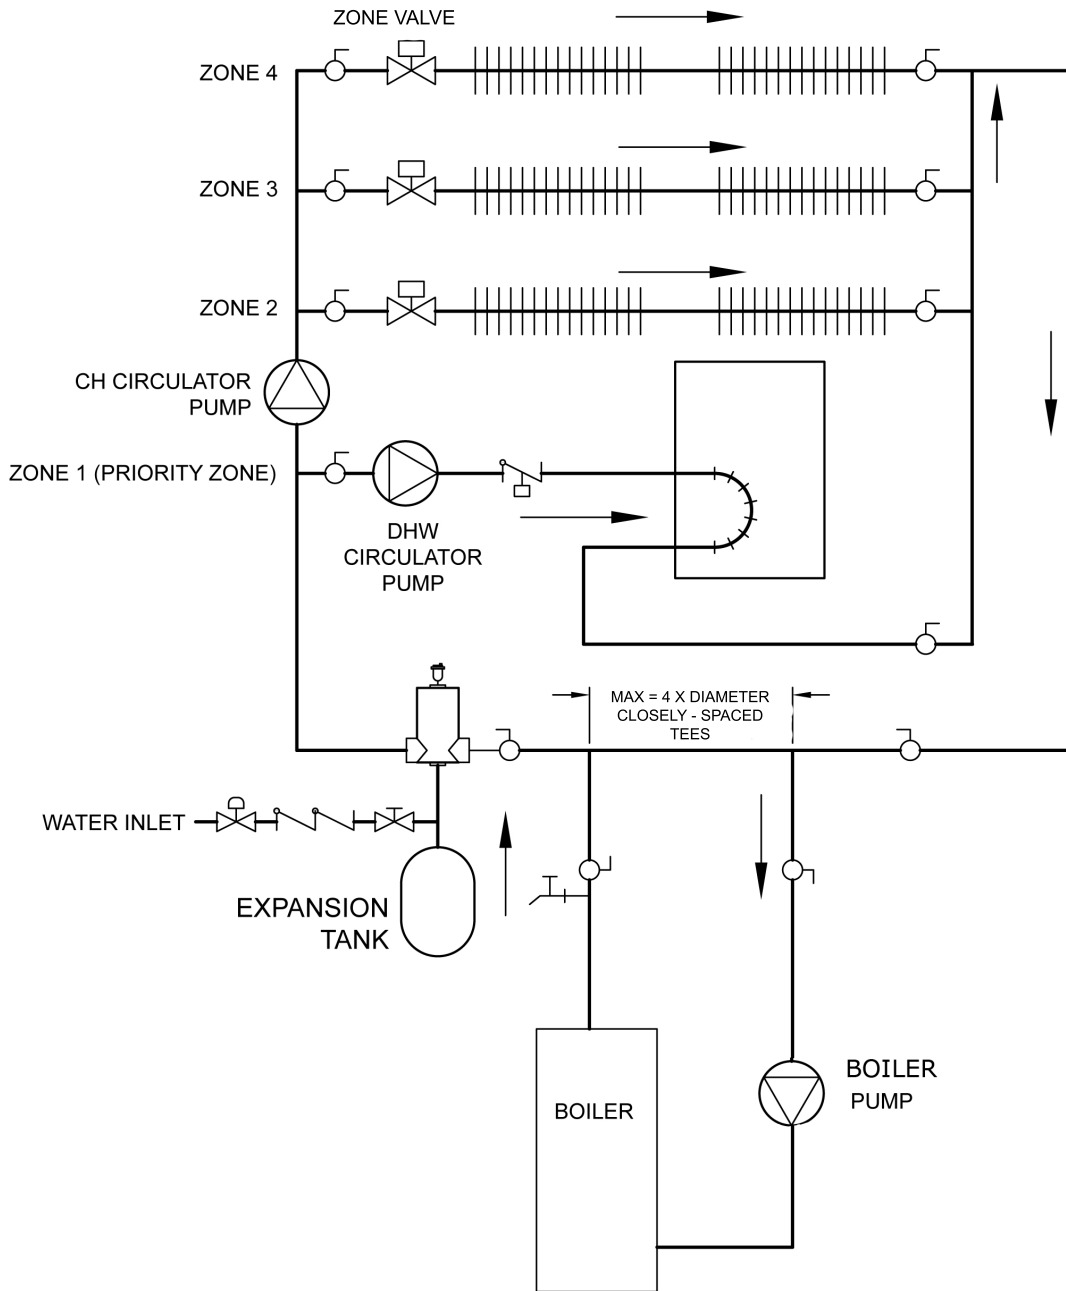 ZONE VALVE
ZONE 4
ZONE 3
ZONE 2
CH CIRCULATOR
PUMP
ZONE 1 (PRIORITY ZONE)
DHW
CIRCULATOR
PUMP
MAX = 4 X DIAMETER
CLOSELY - SPACED
TEES
WATER INLET
EXPANSION
TANK
BOILER
PUMP
BOILER